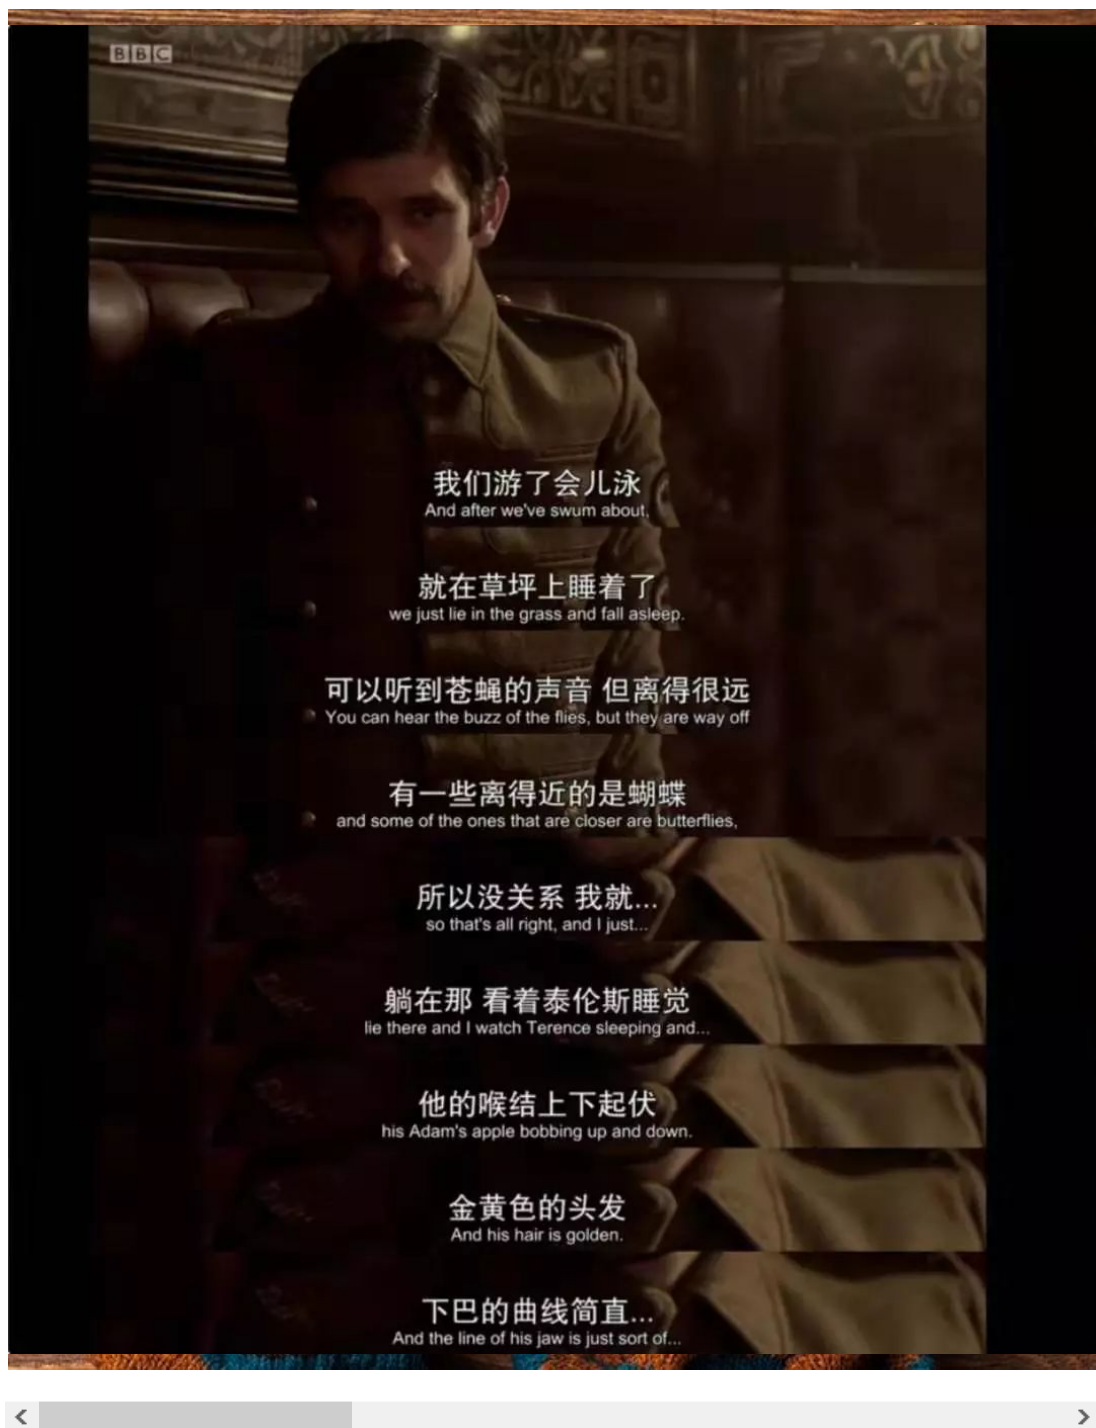 BBC
我们游了会儿泳
And after we've swum about,
就在草坪上睡着了
we just lie in the grass and fall asleep.
可以听到苍蝇的声音 但离得很远
You can hear the buzz of the flies, but they are way off
有一些离得近的是蝴蝶
and some of the ones that are closer are butterflies,
所以没关系 我就...
so that's all right, and I just...
躺在那 看着泰伦斯睡觉
lie there and I watch Terence sleeping and...
他的喉结上下起伏
his Adam's apple bobbing up and down.
金黄色的头发
And his hair is golden.
下巴的曲线简直...
And the line of his jaw is just sort of...